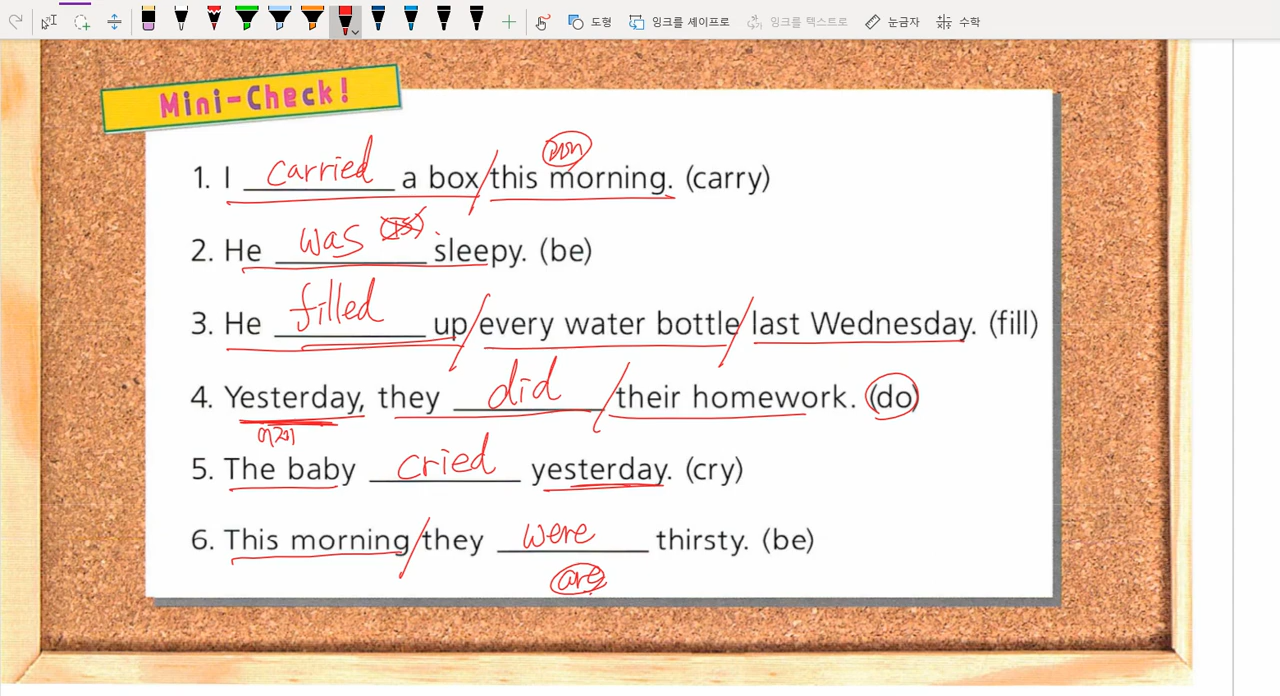 도형 잉크를 셰이프로 잉크를 텍스트로 눈금자 수학
Mini-Check!
1. I carried a box / this morning. (carry)
2. He was is sleepy. (be)
3. He filled up / every water bottle / last Wednesday. (fill)
4. Yesterday, they did / their homework. (do)
어제
5. The baby cried yesterday. (cry)
6. This morning / they were thirsty. (be)
are